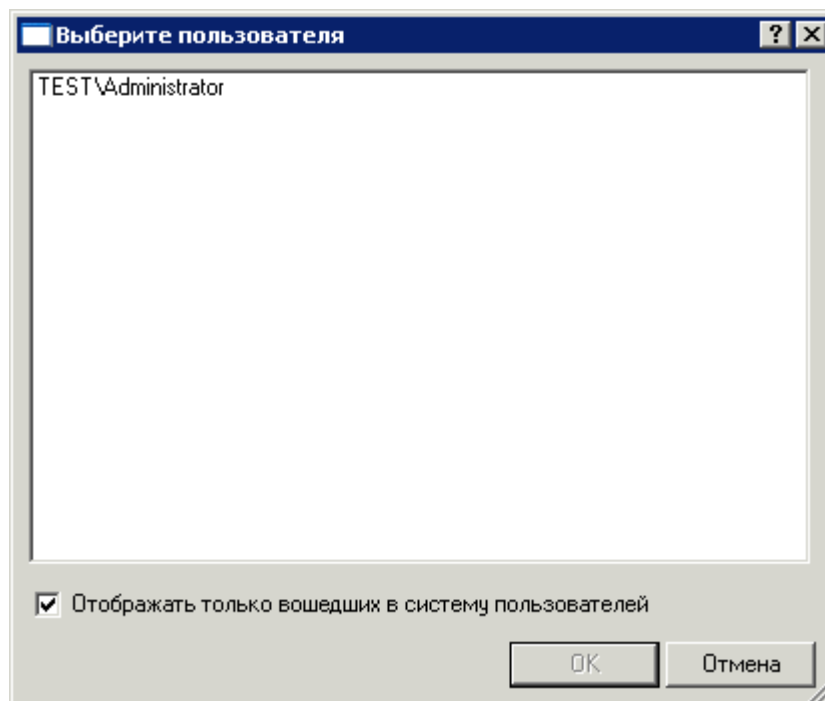 Выберите пользователя
TEST\Administrator
Отображать только вошедших в систему пользователей
OK Отмена